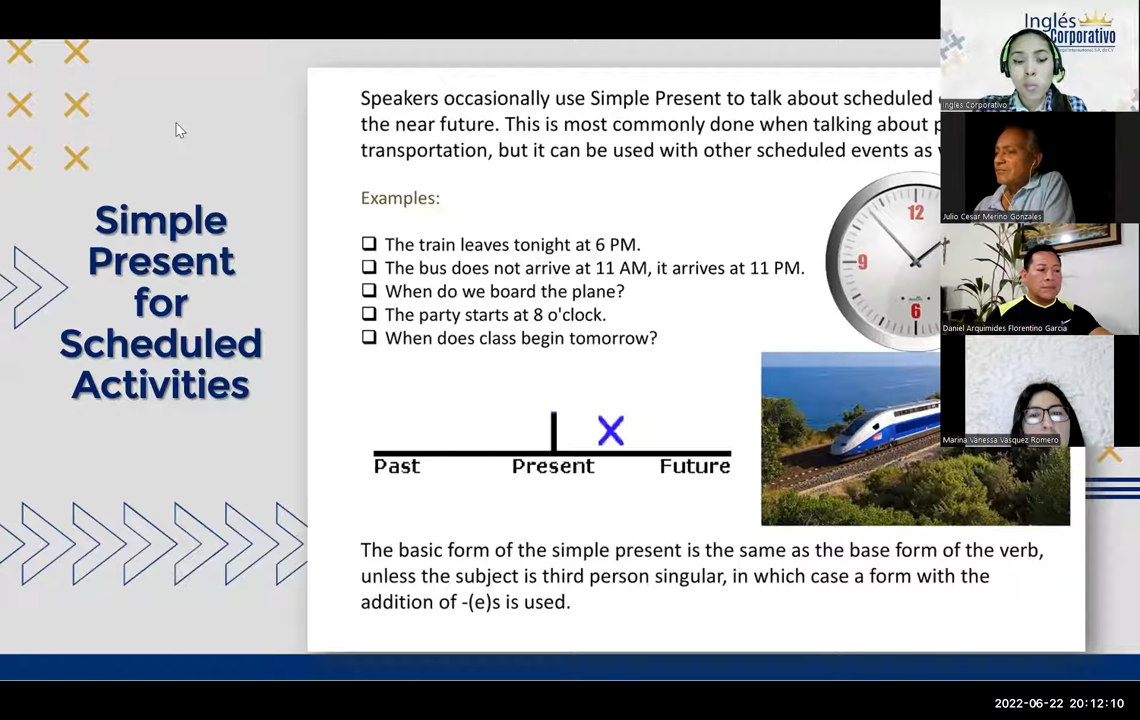 Simple
Present
for
Scheduled
Activities
Speakers occasionally use Simple Present to talk about scheduled
the near future. This is most commonly done when talking about
transportation, but it can be used with other scheduled events as
Examples:
❑ The train leaves tonight at 6 PM.
❑ The bus does not arrive at 11 AM, it arrives at 11 PM.
❑ When do we board the plane?
❑ The party starts at 8 o'clock.
❑ When does class begin tomorrow?
12
9
6
Past Present Future
The basic form of the simple present is the same as the base form of the verb,
unless the subject is third person singular, in which case a form with the
addition of -(e)s is used.
Inglés
Corporativo
Ingles Corporativo
Julio Cesar Merino Gonzales
Daniel Arquimides Florentino Garcia
Marina Vanessa Vasquez Romero
2022-06-22 20:12:10